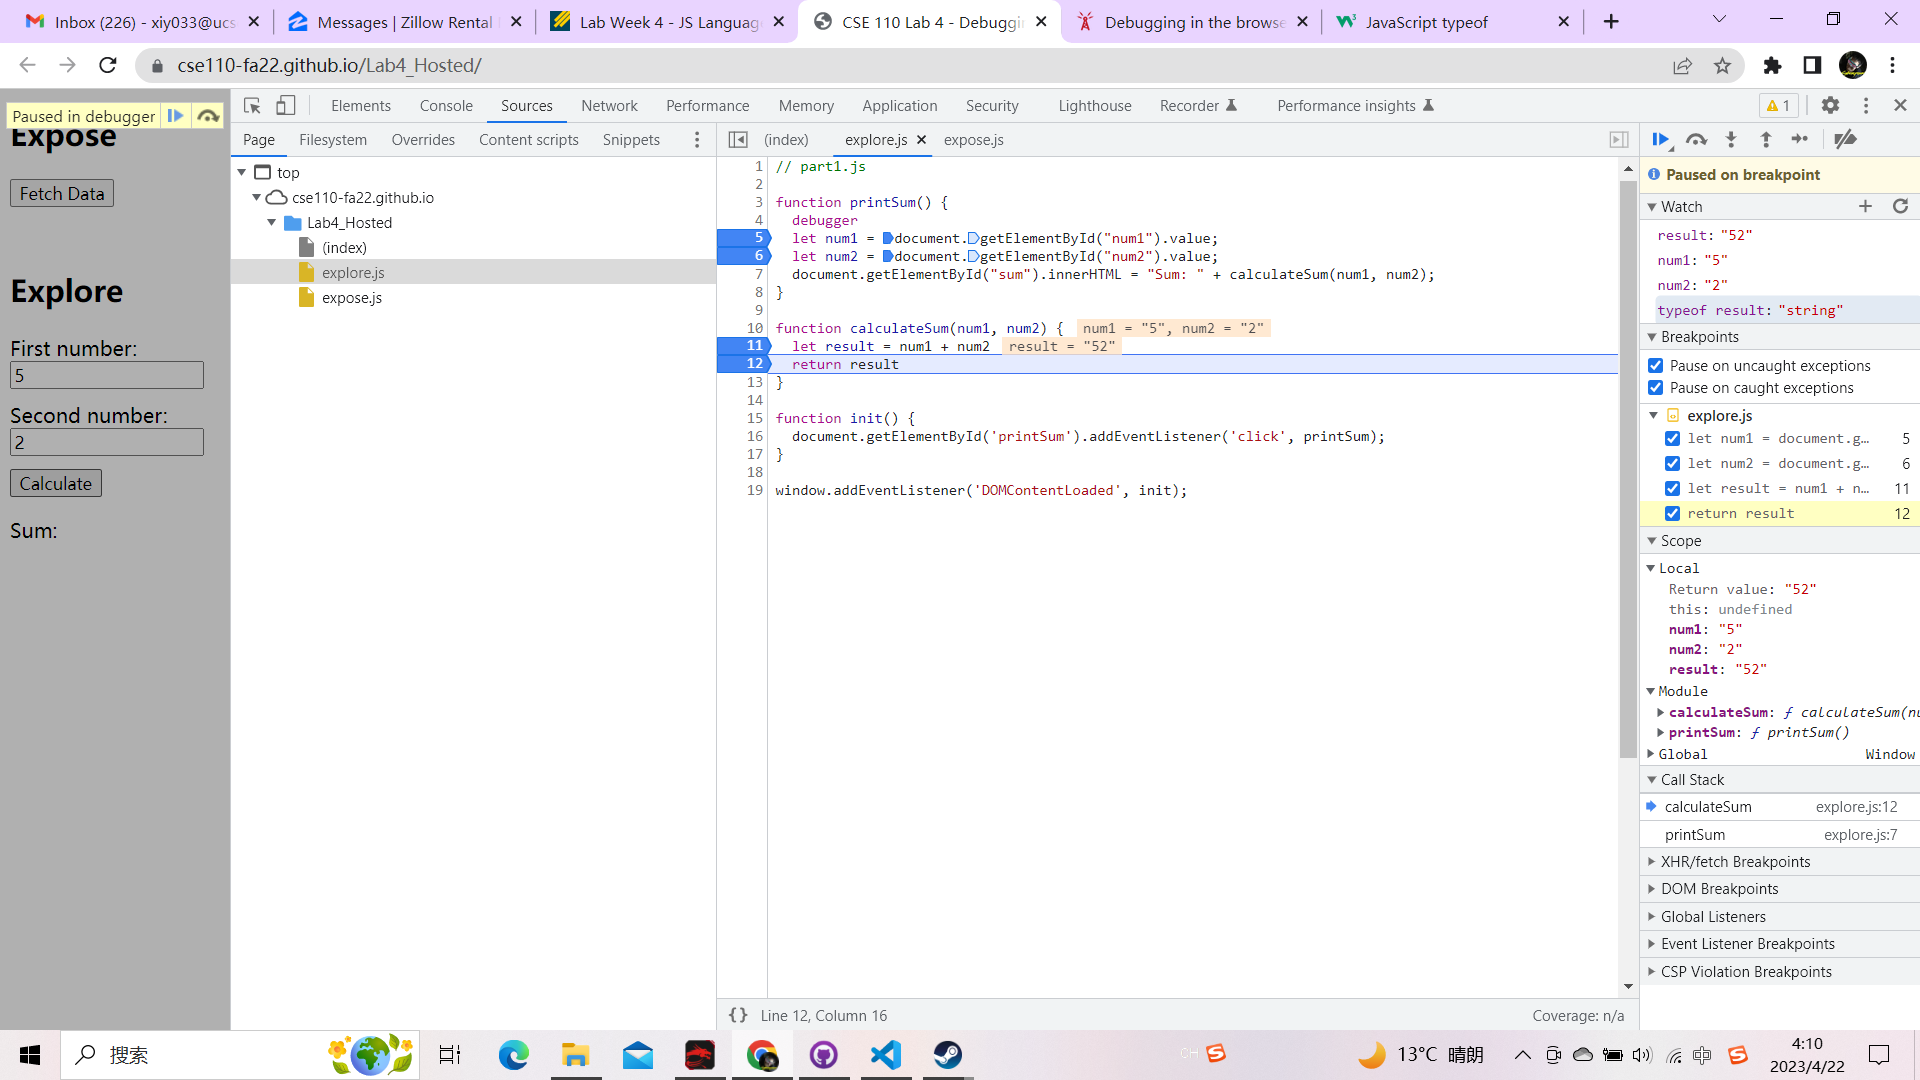 Inbox (226) - xiy033@ucs
Messages | Zillow Rental
Lab Week 4 - JS Languag
CSE 110 Lab 4 - Debuggi
Debugging in the browse
JavaScript typeof
cse110-fa22.github.io/Lab4_Hosted/
Paused in debugger
Expose
Fetch Data
Explore
First number:
5
Second number:
2
Calculate
Sum:
Elements Console Sources Network Performance Memory Application Security Lighthouse Recorder Performance insights 1
Page Filesystem Overrides Content scripts Snippets
top
cse110-fa22.github.io
Lab4_Hosted
(index)
explore.js
expose.js
(index) explore.js expose.js
1 // part1.js
2
3 function printSum() {
4 debugger
5 let num1 = document.getElementById("num1").value;
6 let num2 = document.getElementById("num2").value;
7 document.getElementById("sum").innerHTML = "Sum: " + calculateSum(num1, num2);
8 }
9
10 function calculateSum(num1, num2) { num1 = "5", num2 = "2"
11 let result = num1 + num2 result = "52"
12 return result
13 }
14
15 function init() {
16 document.getElementById('printSum').addEventListener('click', printSum);
17 }
18
19 window.addEventListener('DOMContentLoaded', init);
{} Line 12, Column 16
Coverage: n/a
Paused on breakpoint
Watch
result: "52"
num1: "5"
num2: "2"
typeof result: "string"
Breakpoints
Pause on uncaught exceptions
Pause on caught exceptions
explore.js
let num1 = document.g… 5
let num2 = document.g… 6
let result = num1 + n… 11
return result 12
Scope
Local
Return value: "52"
this: undefined
num1: "5"
num2: "2"
result: "52"
Module
calculateSum: ƒ calculateSum(nu
printSum: ƒ printSum()
Global Window
Call Stack
calculateSum explore.js:12
printSum explore.js:7
XHR/fetch Breakpoints
DOM Breakpoints
Global Listeners
Event Listener Breakpoints
CSP Violation Breakpoints
搜索
CH
13°C 晴朗
中
4:10
2023/4/22